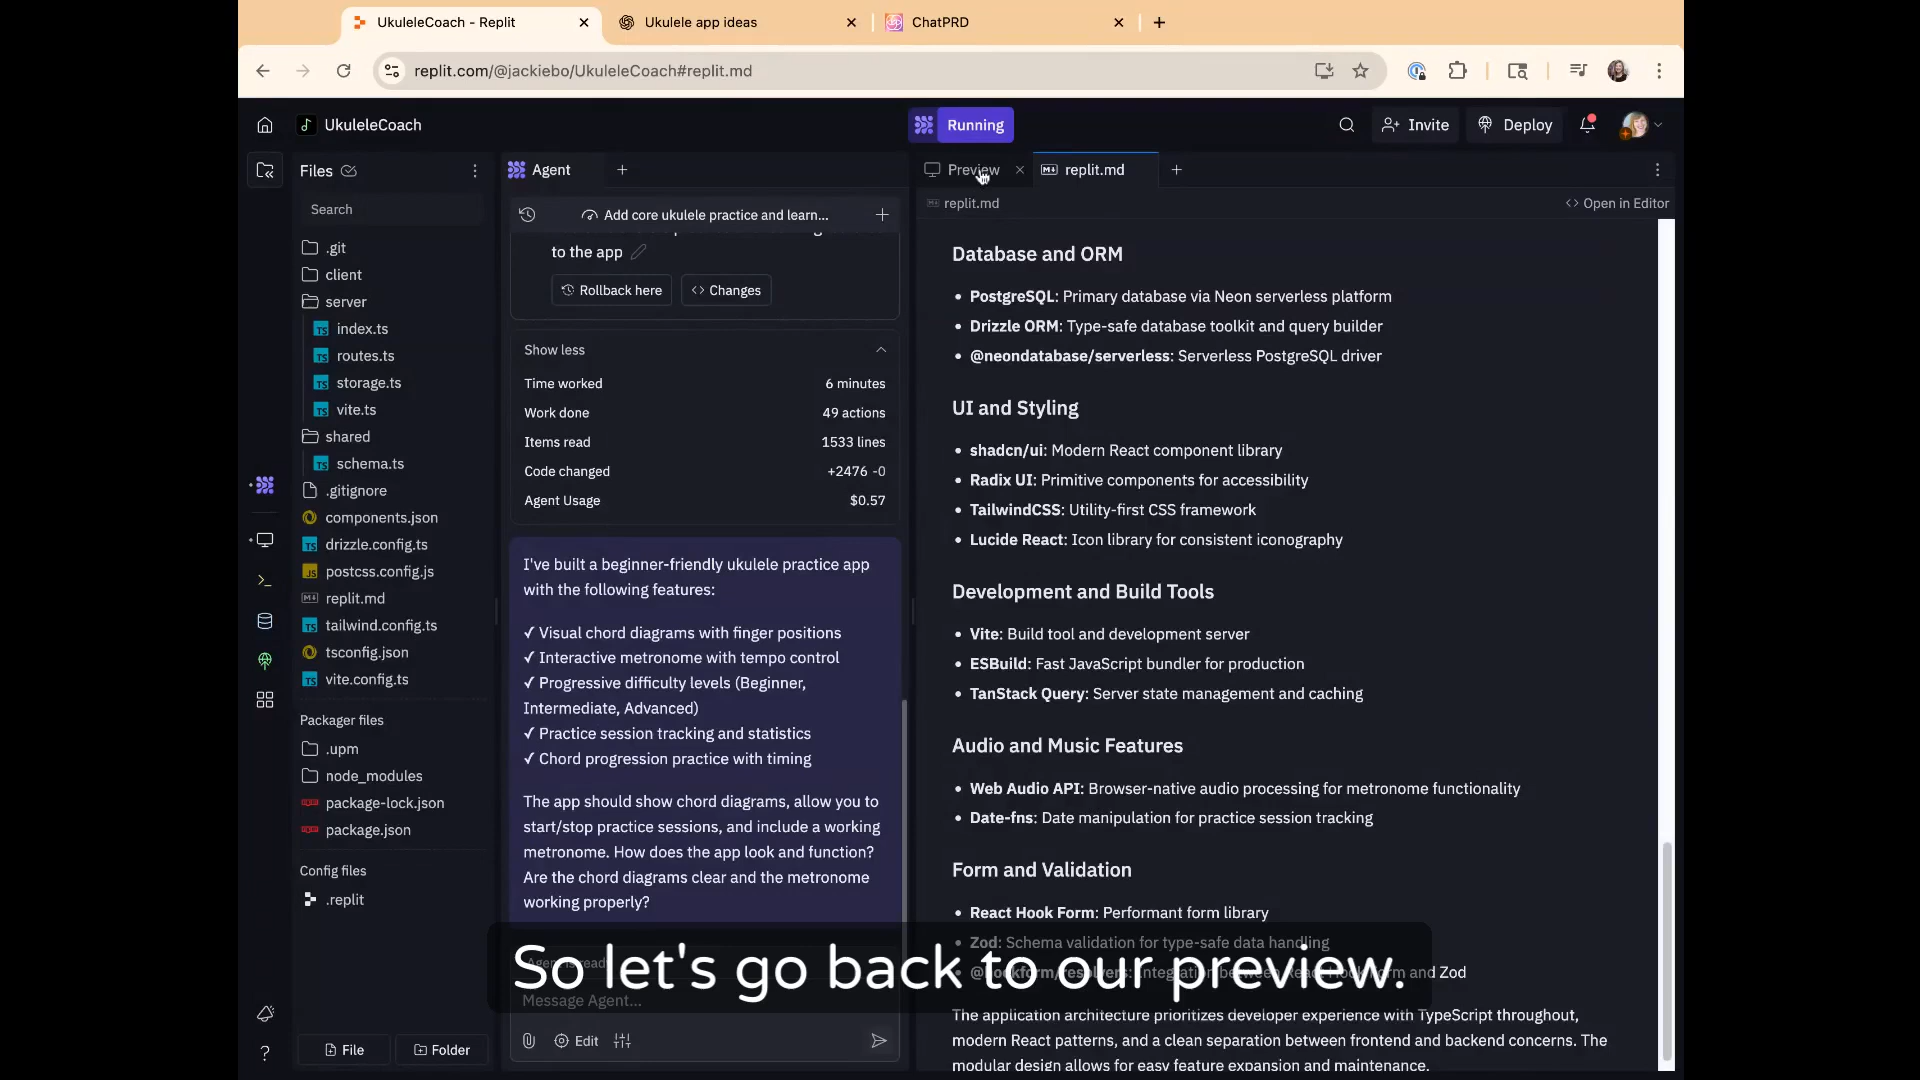 UkuleleCoach - Replit
Ukulele app ideas
ChatPRD
replit.com/@jackiebo/UkuleleCoach#replit.md
UkuleleCoach
Running
Invite
Deploy
Files
Search
.git
client
server
index.ts
routes.ts
storage.ts
vite.ts
shared
schema.ts
.gitignore
components.json
drizzle.config.ts
postcss.config.js
replit.md
tailwind.config.ts
tsconfig.json
vite.config.ts
Packager files
.upm
node_modules
package-lock.json
package.json
Config files
.replit
File
Folder
Agent
Add core ukulele practice and learn...
to the app
Rollback here
Changes
Show less
Time worked 6 minutes
Work done 49 actions
Items read 1533 lines
Code changed +2476 -0
Agent Usage $0.57
I've built a beginner-friendly ukulele practice app
with the following features:
✓ Visual chord diagrams with finger positions
✓ Interactive metronome with tempo control
✓ Progressive difficulty levels (Beginner,
Intermediate, Advanced)
✓ Practice session tracking and statistics
✓ Chord progression practice with timing
The app should show chord diagrams, allow you to
start/stop practice sessions, and include a working
metronome. How does the app look and function?
Are the chord diagrams clear and the metronome
working properly?
Message Agent...
Edit
Preview
replit.md
replit.md
Open in Editor
Database and ORM
• PostgreSQL: Primary database via Neon serverless platform
• Drizzle ORM: Type-safe database toolkit and query builder
• @neondatabase/serverless: Serverless PostgreSQL driver
UI and Styling
• shadcn/ui: Modern React component library
• Radix UI: Primitive components for accessibility
• TailwindCSS: Utility-first CSS framework
• Lucide React: Icon library for consistent iconography
Development and Build Tools
• Vite: Build tool and development server
• ESBuild: Fast JavaScript bundler for production
• TanStack Query: Server state management and caching
Audio and Music Features
• Web Audio API: Browser-native audio processing for metronome functionality
• Date-fns: Date manipulation for practice session tracking
Form and Validation
• React Hook Form: Performant form library
• Zod: Schema validation for type-safe data handling
and Zod
The application architecture prioritizes developer experience with TypeScript throughout,
modern React patterns, and a clean separation between frontend and backend concerns. The
modular design allows for easy feature expansion and maintenance.
So let's go back to our preview.